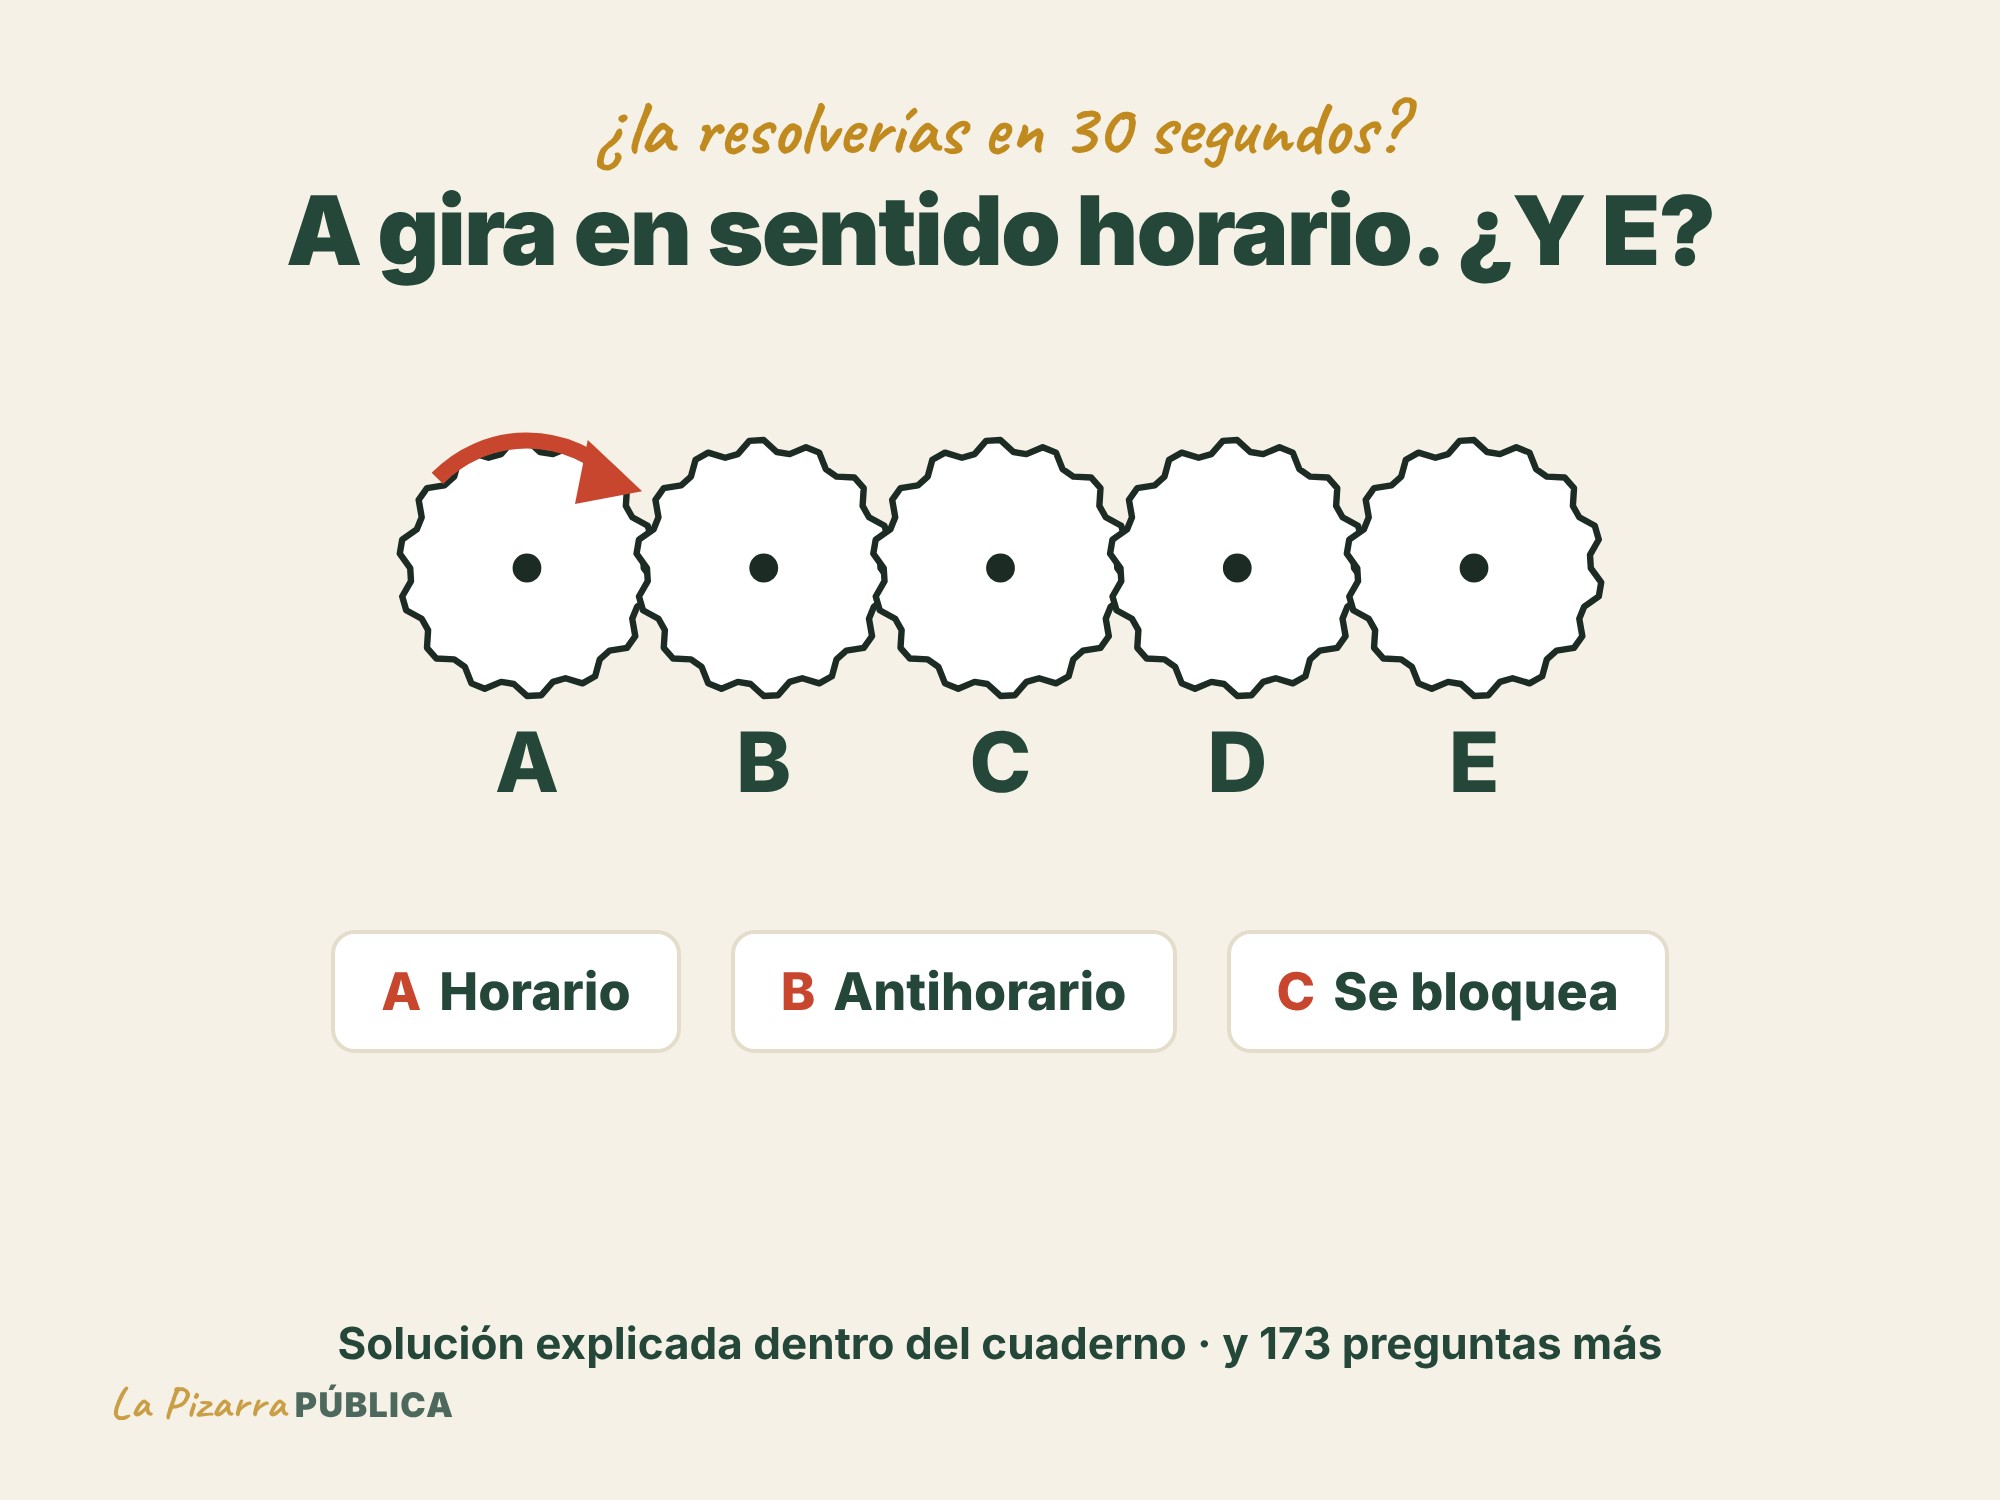 ¿la resolverías en 30 segundos?
A gira en sentido horario. ¿Y E?
A B C D E
A Horario B Antihorario C Se bloquea
Solución explicada dentro del cuaderno · y 173 preguntas más
La Pizarra PÚBLICA